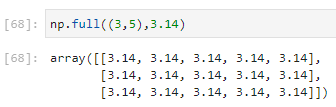 [68]: np.full((3,5),3.14)
[68]: array([[3.14, 3.14, 3.14, 3.14, 3.14],
[3.14, 3.14, 3.14, 3.14, 3.14],
[3.14, 3.14, 3.14, 3.14, 3.14]])